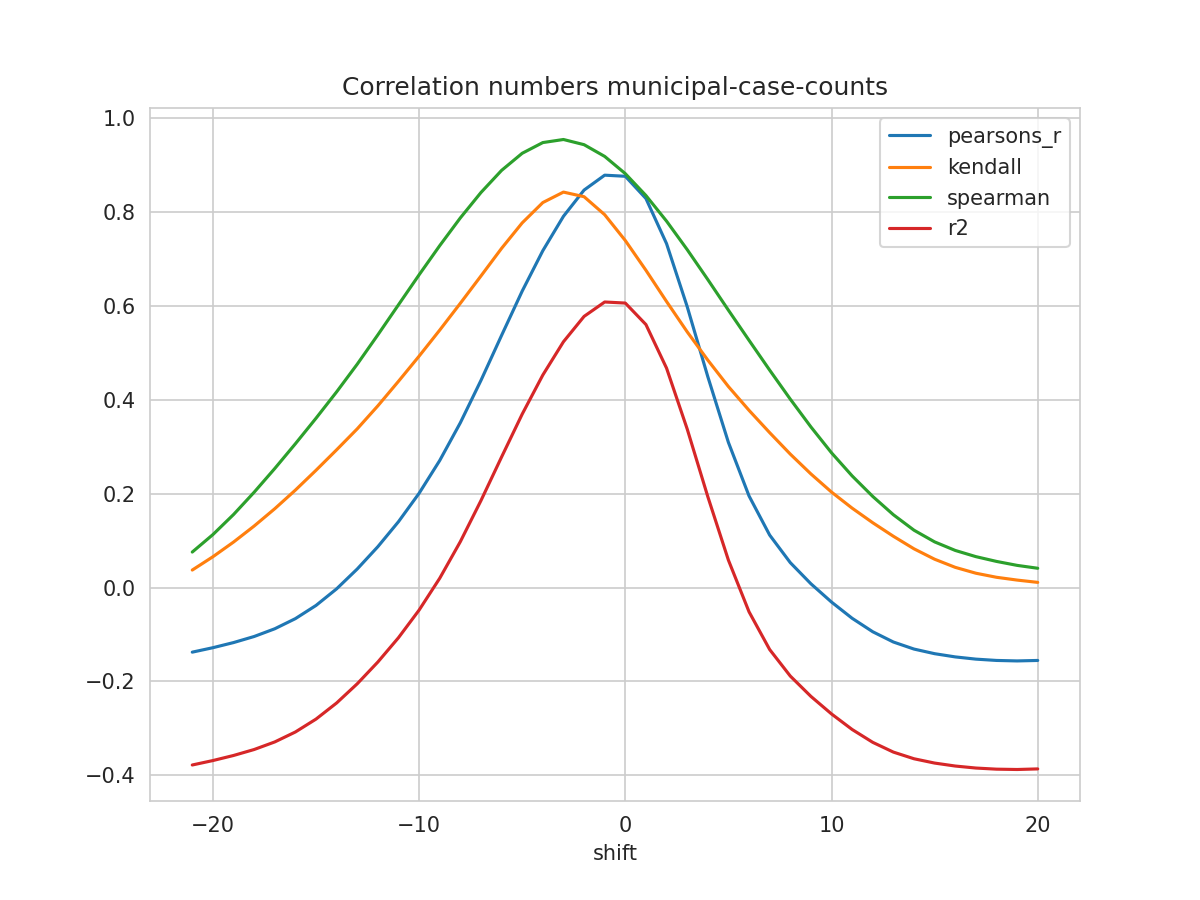 Correlation numbers municipal-case-counts
1.0
0.8
0.6
0.4
0.2
0.0
−0.2
−0.4
pearsons_r
kendall
spearman
r2
−20
−10
0
10
20
shift